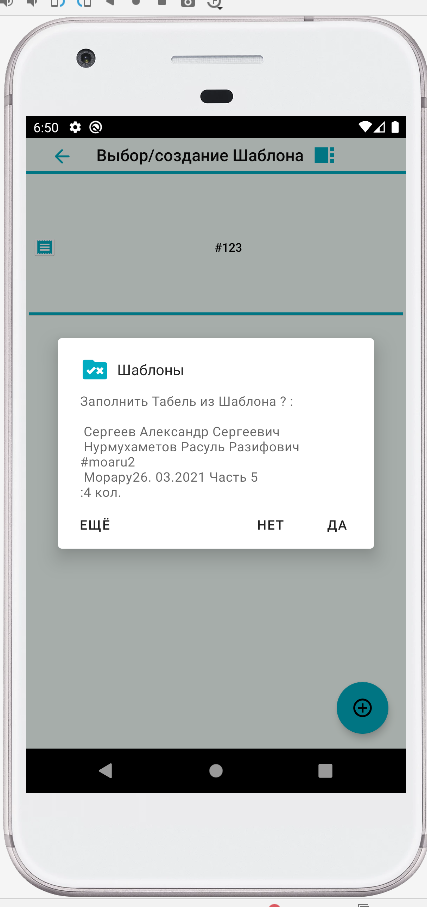 6:50
Выбор/создание Шаблона
#123
Шаблоны
Заполнить Табель из Шаблона ? :
Сергеев Александр Сергеевич
Нурмухаметов Расуль Разифович
#moaru2
Морару26. 03.2021 Часть 5
:4 кол.
ЕЩЁ НЕТ ДА